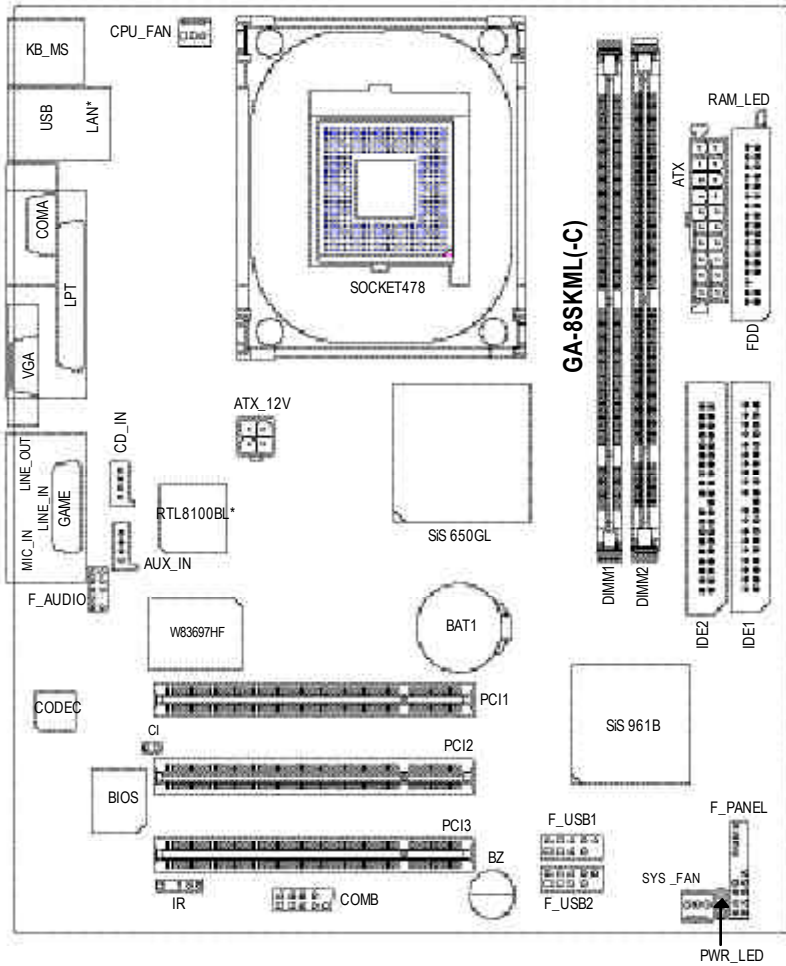 CPU_FAN
KB_MS
USB
LAN*
RAM_LED
ATX
COMA
LPT
VGA
SOCKET478
GA-8SKML(-C)
FDD
ATX_12V
CD_IN
LINE_OUT
MIC_IN
LINE_IN
GAME
RTL8100BL*
SiS 650GL
AUX_IN
F_AUDIO
DIMM1
DIMM2
IDE2
IDE1
W83697HF
BAT1
CODEC
PCI1
SiS 961B
CI
PCI2
BIOS
PCI3
F_USB1
F_PANEL
BZ
SYS_FAN
IR
COMB
F_USB2
PWR_LED